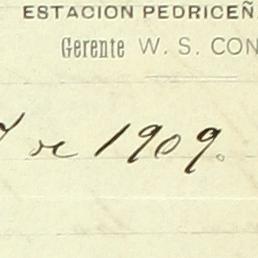 ESTACION PEDRICEÑ
Gerente W. S. CON
de 1909.